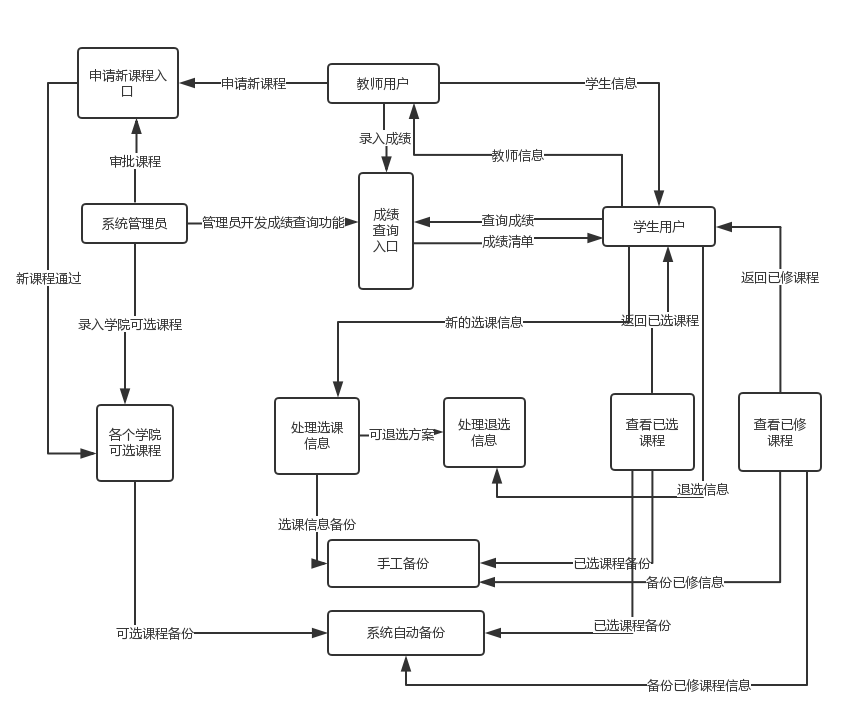 申请新课程入
口
申请新课程
教师用户
学生信息
录入成绩
教师信息
审批课程
系统管理员
管理员开发成绩查询功能
成绩
查询
入口
查询成绩
成绩清单
学生用户
新课程通过
返回已修课程
录入学院可选课程
新的选课信息
返回已选课程
各个学院
可选课程
处理选课
信息
可退选方案
处理退选
信息
查看已选
课程
查看已修
课程
退选信息
选课信息备份
手工备份
已选课程备份
备份已修信息
可选课程备份
系统自动备份
已选课程备份
备份已修课程信息